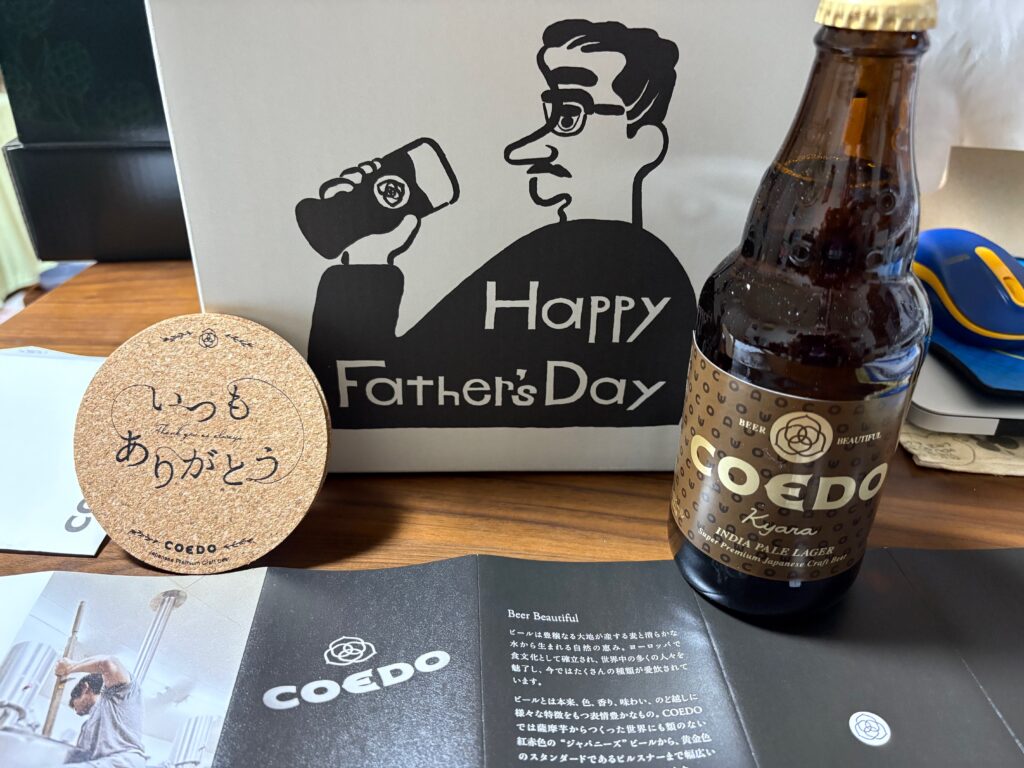 Happy
Father's Day
いつも
Thank you as always
ありがとう
COEDO
Japanese Premium Craft Beer
BEER BEAUTIFUL
COEDO
Kyara
INDIA PALE LAGER
Super Premium Japanese Craft Beer
COEDO
Beer Beautiful
ビールは豊穣なる大地が産する麦と清らかな
水から生まれる自然の恵み。ヨーロッパで
食文化として確立され、世界中の多くの人々を
魅了し、今ではたくさんの種類が愛飲されて
います。
ビールとは本来、色、香り、味わい、のど越しに
様々な特徴をもつ表情豊かなもの。COEDO
では薩摩芋からつくった世界にも類のない
紅赤色の“ジャパニーズ”ビールから、黄金色
のスタンダードであるピルスナーまで幅広い